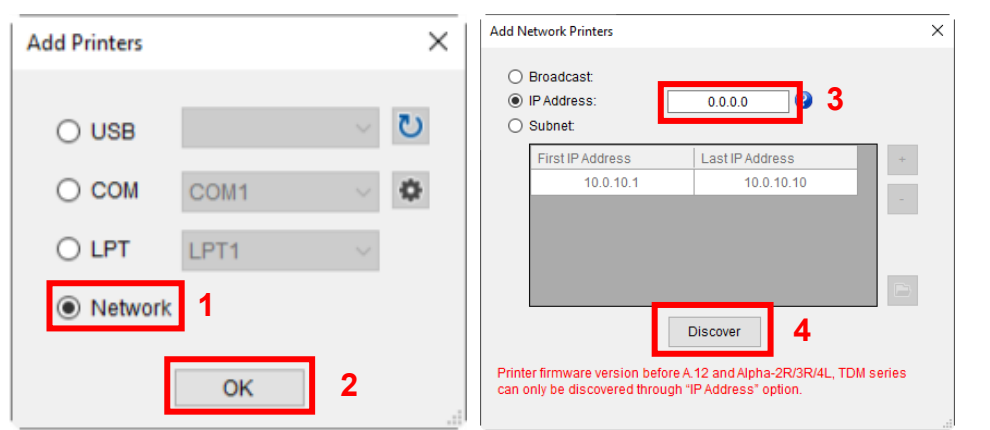 Add Printers
USB
COM
COM1
LPT
LPT1
Network
1
OK
2
Add Network Printers
Broadcast:
IP Address:
0.0.0.0
?
3
Subnet:
First IP Address
Last IP Address
10.0.10.1
10.0.10.10
+
-
Discover
4
Printer firmware version before A.12 and Alpha-2R/3R/4L, TDM series
can only be discovered through "IP Address" option.